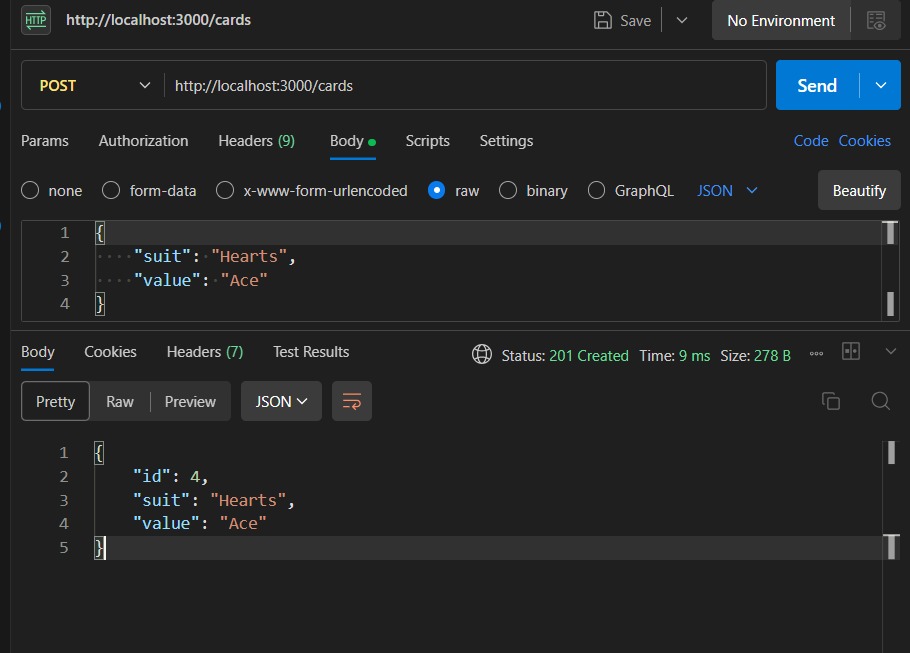 HTTP http://localhost:3000/cards Save No Environment
POST http://localhost:3000/cards Send
Params Authorization Headers (9) Body Scripts Settings Code Cookies
none form-data x-www-form-urlencoded raw binary GraphQL JSON Beautify
1 {
2 "suit": "Hearts",
3 "value": "Ace"
4 }
Body Cookies Headers (7) Test Results Status: 201 Created Time: 9 ms Size: 278 B
Pretty Raw Preview JSON
1 {
2 "id": 4,
3 "suit": "Hearts",
4 "value": "Ace"
5 }